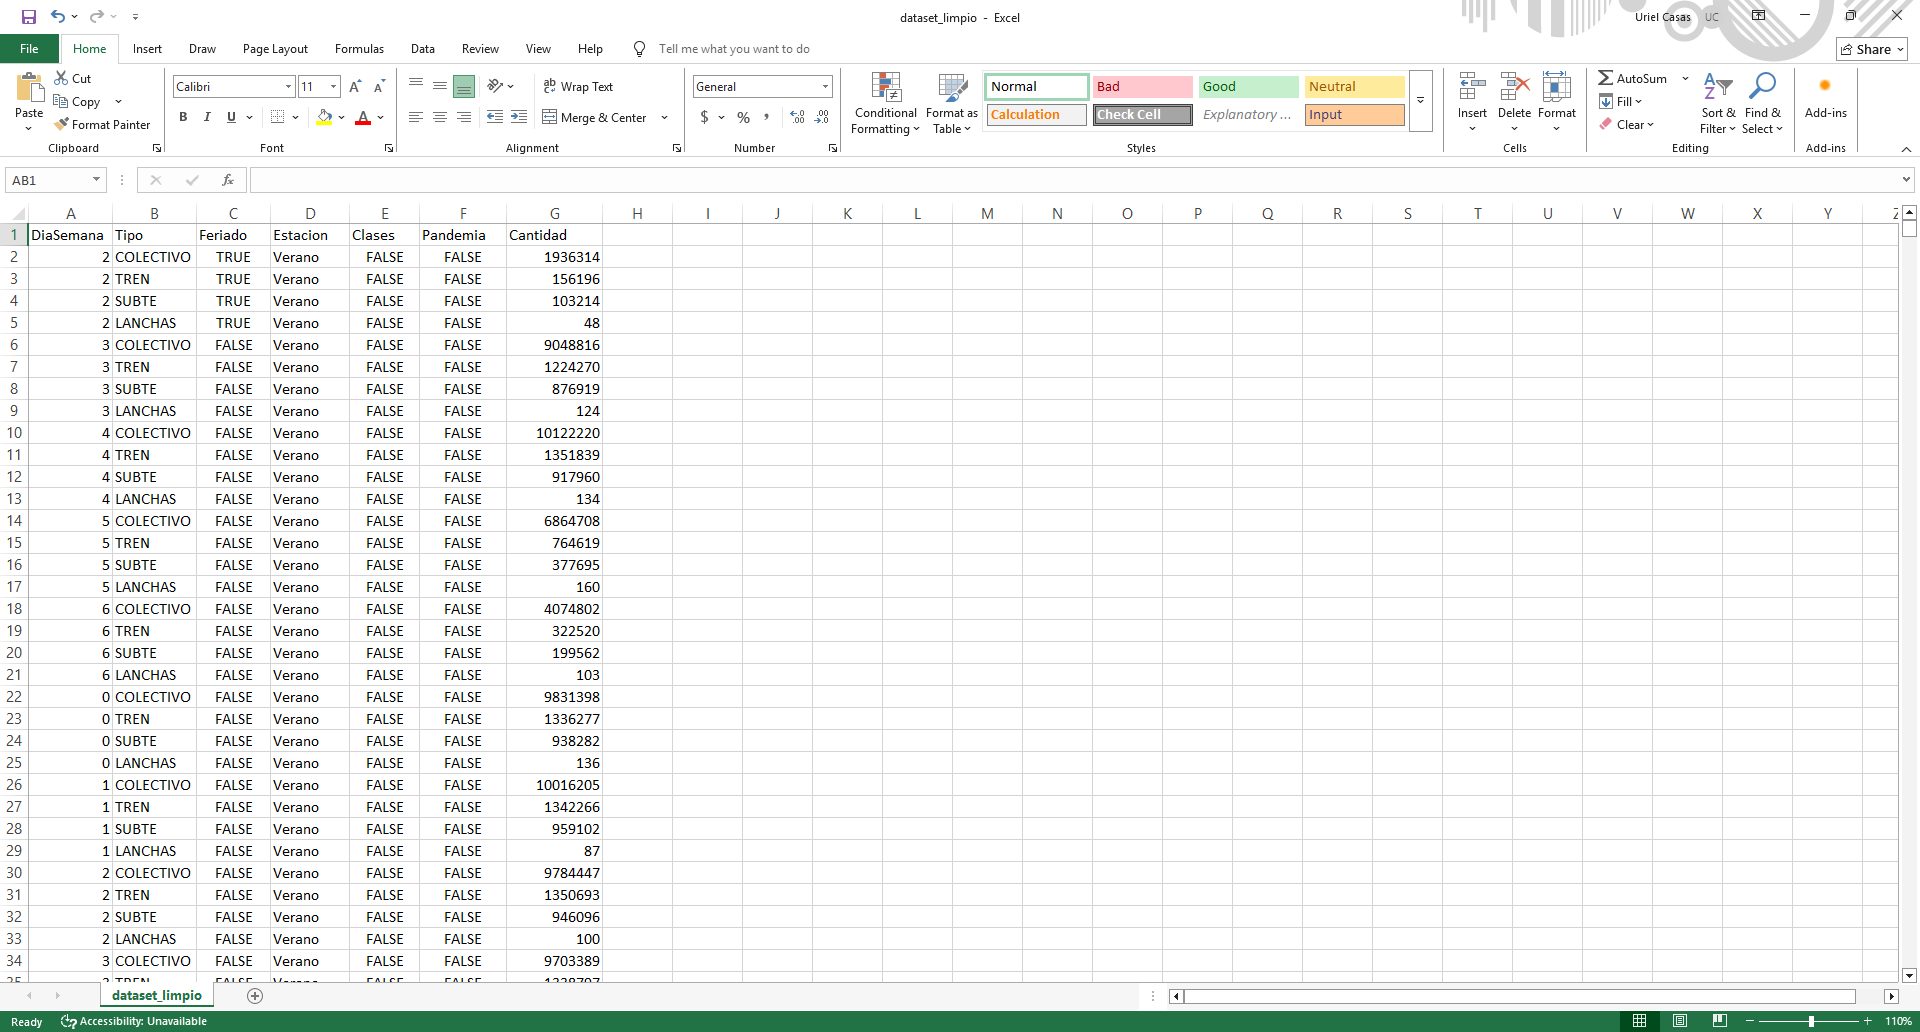 dataset_limpio - Excel
Uriel Casas UC
File Home Insert Draw Page Layout Formulas Data Review View Help Tell me what you want to do
Share
Paste
Cut
Copy
Format Painter
Clipboard
Calibri 11
B I U
Font
Wrap Text
Merge & Center
Alignment
General
$ %
Number
Conditional Formatting
Format as Table
Normal Bad Good Neutral
Calculation Check Cell Explanatory ... Input
Styles
Insert Delete Format
Cells
AutoSum
Fill
Clear
Sort & Filter
Find & Select
Editing
Add-ins
Add-ins
AB1
fx
A B C D E F G H I J K L M N O P Q R S T U V W X Y Z
1 DiaSemana Tipo Feriado Estacion Clases Pandemia Cantidad
2 2 COLECTIVO TRUE Verano FALSE FALSE 1936314
3 2 TREN TRUE Verano FALSE FALSE 156196
4 2 SUBTE TRUE Verano FALSE FALSE 103214
5 2 LANCHAS TRUE Verano FALSE FALSE 48
6 3 COLECTIVO FALSE Verano FALSE FALSE 9048816
7 3 TREN FALSE Verano FALSE FALSE 1224270
8 3 SUBTE FALSE Verano FALSE FALSE 876919
9 3 LANCHAS FALSE Verano FALSE FALSE 124
10 4 COLECTIVO FALSE Verano FALSE FALSE 10122220
11 4 TREN FALSE Verano FALSE FALSE 1351839
12 4 SUBTE FALSE Verano FALSE FALSE 917960
13 4 LANCHAS FALSE Verano FALSE FALSE 134
14 5 COLECTIVO FALSE Verano FALSE FALSE 6864708
15 5 TREN FALSE Verano FALSE FALSE 764619
16 5 SUBTE FALSE Verano FALSE FALSE 377695
17 5 LANCHAS FALSE Verano FALSE FALSE 160
18 6 COLECTIVO FALSE Verano FALSE FALSE 4074802
19 6 TREN FALSE Verano FALSE FALSE 322520
20 6 SUBTE FALSE Verano FALSE FALSE 199562
21 6 LANCHAS FALSE Verano FALSE FALSE 103
22 0 COLECTIVO FALSE Verano FALSE FALSE 9831398
23 0 TREN FALSE Verano FALSE FALSE 1336277
24 0 SUBTE FALSE Verano FALSE FALSE 938282
25 0 LANCHAS FALSE Verano FALSE FALSE 136
26 1 COLECTIVO FALSE Verano FALSE FALSE 10016205
27 1 TREN FALSE Verano FALSE FALSE 1342266
28 1 SUBTE FALSE Verano FALSE FALSE 959102
29 1 LANCHAS FALSE Verano FALSE FALSE 87
30 2 COLECTIVO FALSE Verano FALSE FALSE 9784447
31 2 TREN FALSE Verano FALSE FALSE 1350693
32 2 SUBTE FALSE Verano FALSE FALSE 946096
33 2 LANCHAS FALSE Verano FALSE FALSE 100
34 3 COLECTIVO FALSE Verano FALSE FALSE 9703389
35 3 TREN FALSE Verano FALSE FALSE
dataset_limpio
Ready Accessibility: Unavailable
110%